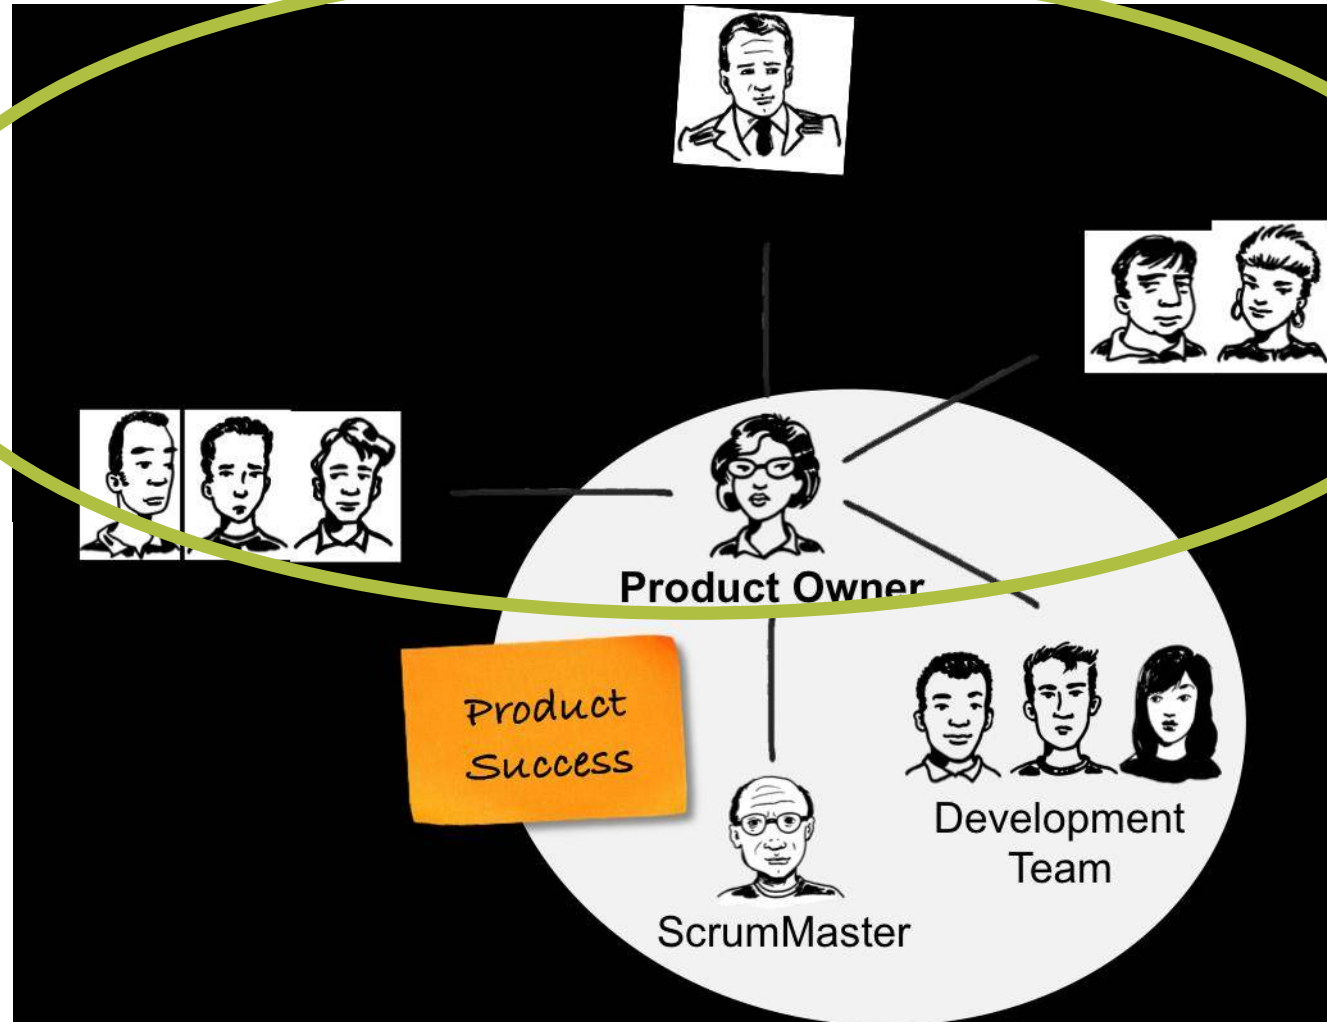 Product Owner
Product
Success
Development
Team
ScrumMaster